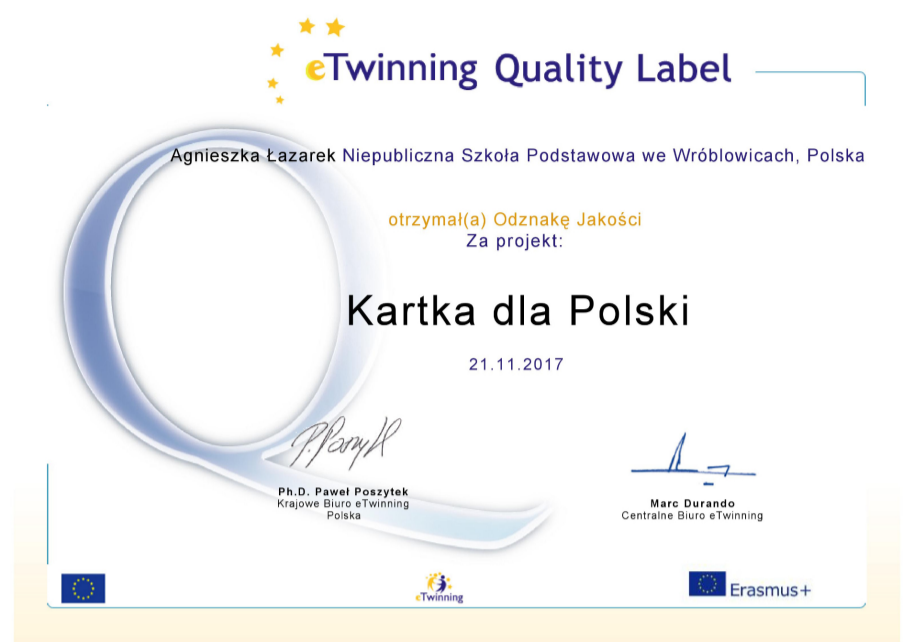 eTwinning Quality Label
Agnieszka Łazarek Niepubliczna Szkoła Podstawowa we Wróblowicach, Polska
otrzymał(a) Odznakę Jakości
Za projekt:
Kartka dla Polski
21.11.2017
Ph.D. Paweł Poszytek
Krajowe Biuro eTwinning
Polska
Marc Durando
Centralne Biuro eTwinning
eTwinning
Erasmus+